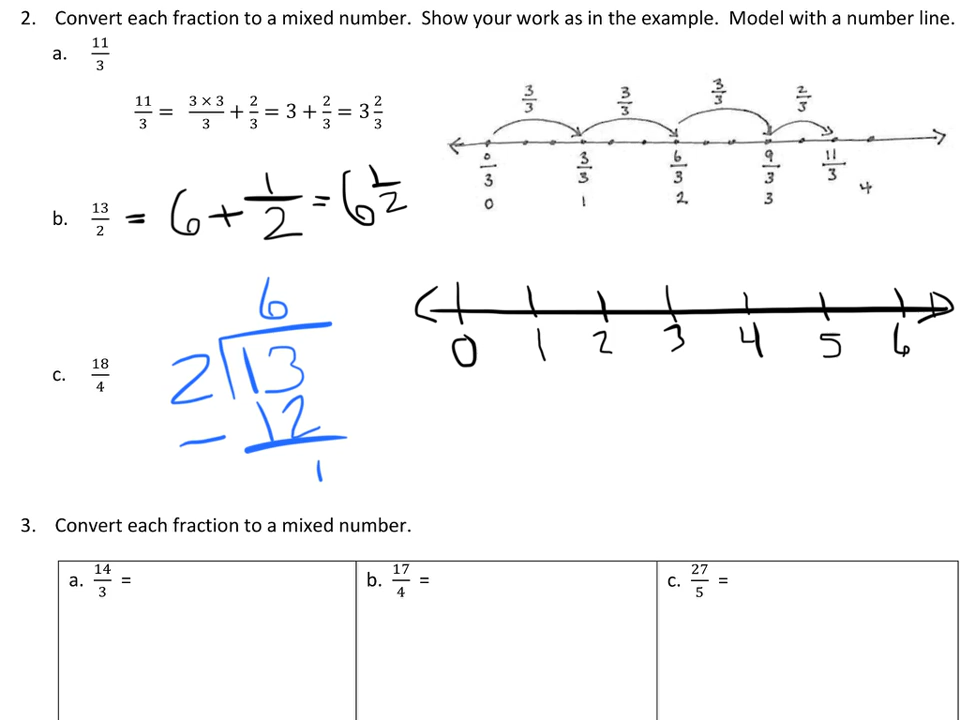 2. Convert each fraction to a mixed number. Show your work as in the example. Model with a number line.
a. 11/3
11/3 = 3 × 3/3 + 2/3 = 3 + 2/3 = 3 2/3
3/3 3/3 3/3 2/3
0/3 3/3 6/3 9/3 11/3
0 1 2 3 4
b. 13/2 = 6 + 1/2 = 6 1/2
0 1 2 3 4 5 6
6
2 13
- 12
1
c. 18/4
3. Convert each fraction to a mixed number.
a. 14/3 =
b. 17/4 =
c. 27/5 =